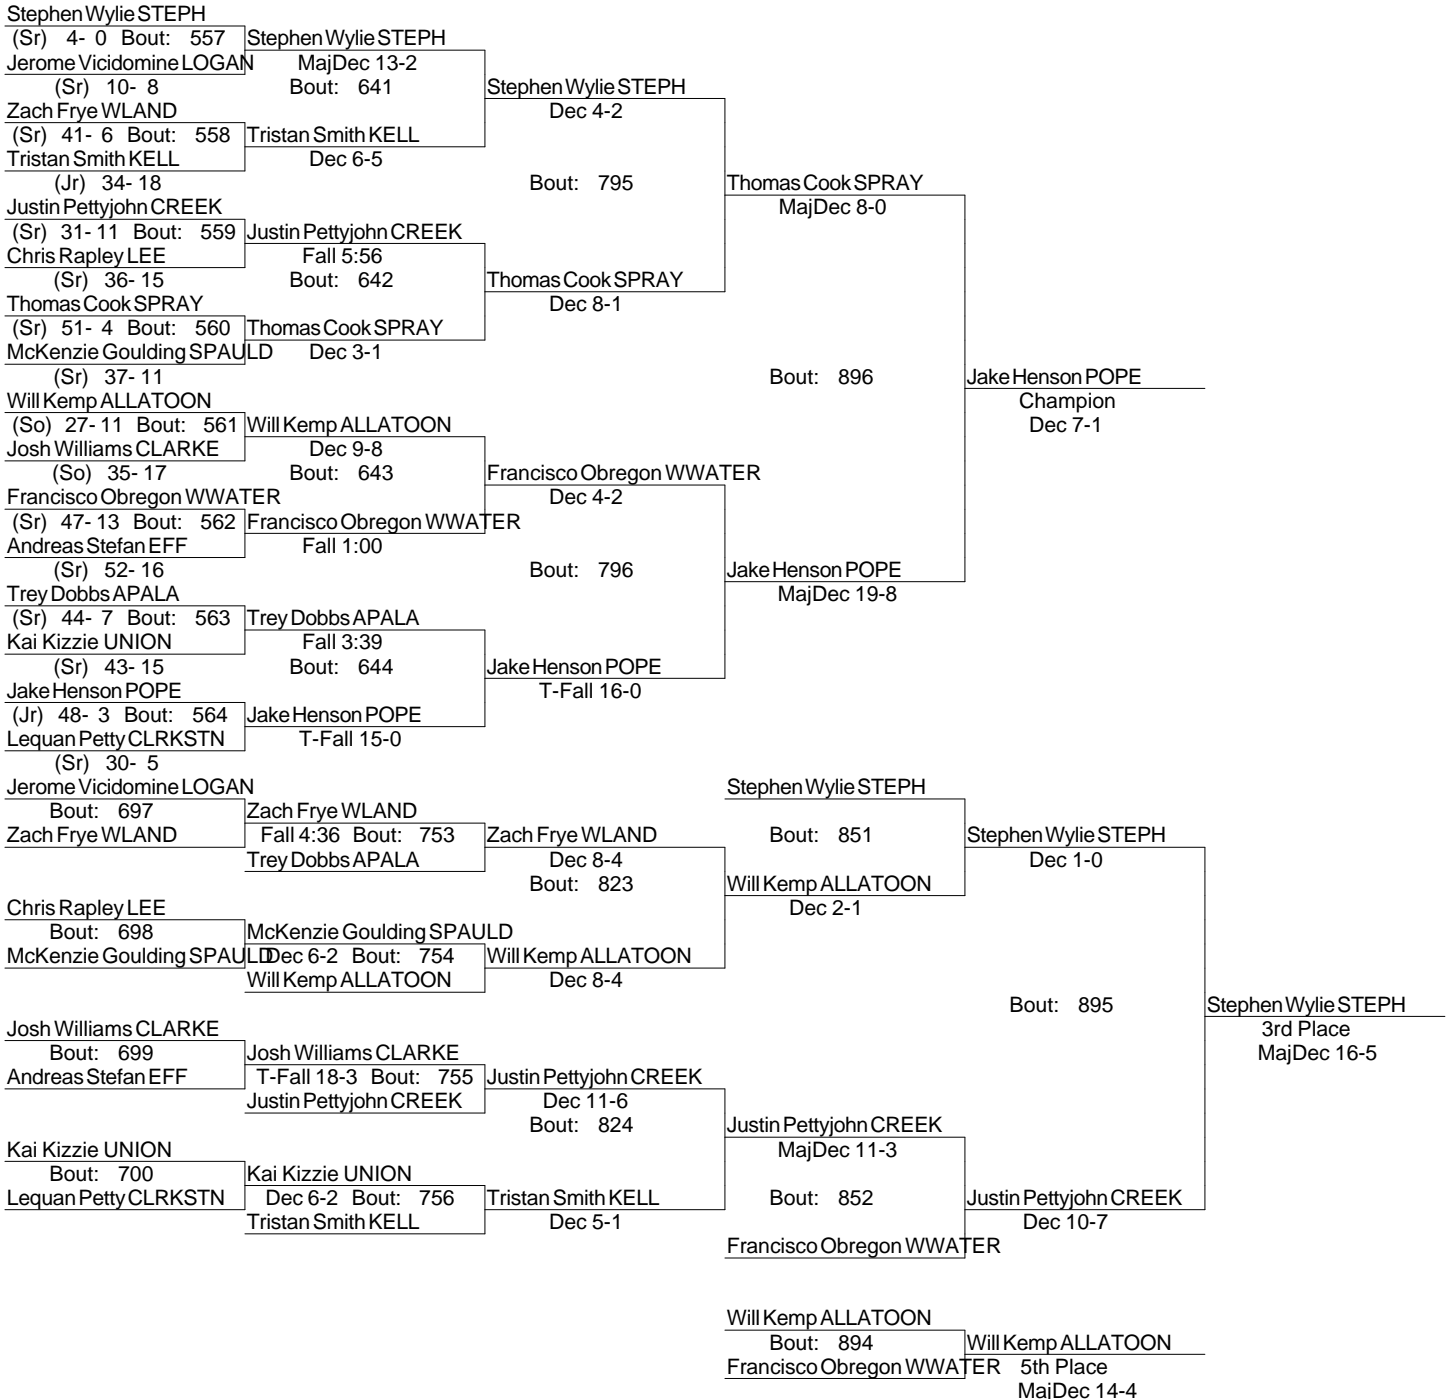 Stephen Wylie STEPH
(Sr) 4- 0 Bout: 557 Stephen Wylie STEPH
Jerome Vicidomine LOGAN MajDec 13-2
(Sr) 10- 8 Bout: 641 Stephen Wylie STEPH
Zach Frye WLAND Dec 4-2
(Sr) 41- 6 Bout: 558 Tristan Smith KELL
Tristan Smith KELL Dec 6-5
(Jr) 34- 18 Bout: 795 Thomas Cook SPRAY
Justin Pettyjohn CREEK MajDec 8-0
(Sr) 31- 11 Bout: 559 Justin Pettyjohn CREEK
Chris Rapley LEE Fall 5:56
(Sr) 36- 15 Bout: 642 Thomas Cook SPRAY
Thomas Cook SPRAY Dec 8-1
(Sr) 51- 4 Bout: 560 Thomas Cook SPRAY
McKenzie Goulding SPAULD Dec 3-1
(Sr) 37- 11 Bout: 896 Jake Henson POPE
Will Kemp ALLATOON Champion
(So) 27- 11 Bout: 561 Will Kemp ALLATOON Dec 7-1
Josh Williams CLARKE Dec 9-8
(So) 35- 17 Bout: 643 Francisco Obregon WWATER
Francisco Obregon WWATER Dec 4-2
(Sr) 47- 13 Bout: 562 Francisco Obregon WWATER
Andreas Stefan EFF Fall 1:00
(Sr) 52- 16 Bout: 796 Jake Henson POPE
Trey Dobbs APALA MajDec 19-8
(Sr) 44- 7 Bout: 563 Trey Dobbs APALA
Kai Kizzie UNION Fall 3:39
(Sr) 43- 15 Bout: 644 Jake Henson POPE
Jake Henson POPE T-Fall 16-0
(Jr) 48- 3 Bout: 564 Jake Henson POPE
Lequan Petty CLRKSTN T-Fall 15-0
(Sr) 30- 5
Jerome Vicidomine LOGAN Stephen Wylie STEPH
Bout: 697 Zach Frye WLAND
Zach Frye WLAND Fall 4:36 Bout: 753 Zach Frye WLAND Bout: 851 Stephen Wylie STEPH
Trey Dobbs APALA Dec 8-4 Dec 1-0
Bout: 823 Will Kemp ALLATOON
Chris Rapley LEE Dec 2-1
Bout: 698 McKenzie Goulding SPAULD
McKenzie Goulding SPAULD Dec 6-2 Bout: 754 Will Kemp ALLATOON
Will Kemp ALLATOON Dec 8-4
Bout: 895 Stephen Wylie STEPH
Josh Williams CLARKE 3rd Place
Bout: 699 Josh Williams CLARKE MajDec 16-5
Andreas Stefan EFF T-Fall 18-3 Bout: 755 Justin Pettyjohn CREEK
Justin Pettyjohn CREEK Dec 11-6
Bout: 824 Justin Pettyjohn CREEK
Kai Kizzie UNION MajDec 11-3
Bout: 700 Kai Kizzie UNION
Lequan Petty CLRKSTN Dec 6-2 Bout: 756 Tristan Smith KELL Bout: 852 Justin Pettyjohn CREEK
Tristan Smith KELL Dec 5-1 Dec 10-7
Francisco Obregon WWATER
Will Kemp ALLATOON
Bout: 894 Will Kemp ALLATOON
Francisco Obregon WWATER 5th Place
MajDec 14-4